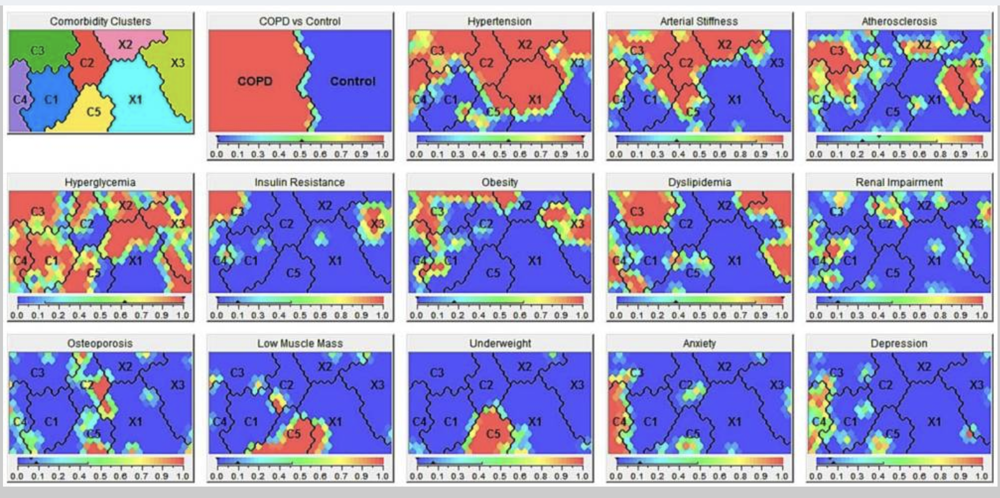 Comorbidity Clusters
C3
X2
C2
X3
C4
C1
C5
X1
COPD vs Control
COPD
Control
0.0 0.1 0.2 0.4 0.5 0.6 0.7 0.9 1.0
Hypertension
C3
X2
C2
X3
C4
C1
X1
C5
0.0 0.1 0.3 0.4 0.5 0.6 0.7 0.9 1.0
Arterial Stiffness
C3
X2
C2
X3
C4
C1
X1
C5
0.0 0.1 0.3 0.4 0.5 0.6 0.8 0.9 1.0
Atherosclerosis
C3
X2
C2
X3
C4
C1
X1
C5
0.0 0.1 0.2 0.4 0.5 0.6 0.8 0.9 1.0
Hyperglycemia
C3
X2
C2
X3
C4
C1
X1
C5
0.0 0.1 0.2 0.4 0.5 0.6 0.7 0.9 1.0
Insulin Resistance
C3
X2
C2
X3
C4
C1
X1
C5
0.0 0.1 0.3 0.4 0.5 0.6 0.7 0.9 1.0
Obesity
C3
X2
C2
X3
C4
C1
X1
C5
0.0 0.1 0.2 0.4 0.5 0.6 0.7 0.9 1.0
Dyslipidemia
C3
X2
C2
X3
C4
C1
X1
C5
0.0 0.1 0.2 0.4 0.5 0.6 0.7 0.9 1.0
Renal Impairment
C3
X2
C2
X3
C4
C1
X1
C5
0.0 0.1 0.3 0.4 0.5 0.6 0.8 0.9 1.0
Osteoporosis
C3
X2
C2
X3
C4
C1
X1
C5
0.0 0.1 0.2 0.4 0.5 0.6 0.7 0.9 1.0
Low Muscle Mass
C3
X2
C2
X3
C4
C1
X1
C5
0.0 0.1 0.2 0.4 0.5 0.6 0.7 0.9 1.0
Underweight
C3
X2
C2
X3
C4
C1
X1
C5
0.0 0.1 0.3 0.4 0.5 0.6 0.8 0.9 1.0
Anxiety
C3
X2
C2
X3
C4
C1
X1
C5
0.0 0.1 0.2 0.4 0.5 0.6 0.7 0.9 1.0
Depression
C3
X2
C2
X3
C4
C1
X1
C5
0.0 0.1 0.3 0.4 0.5 0.6 0.8 0.9 1.0